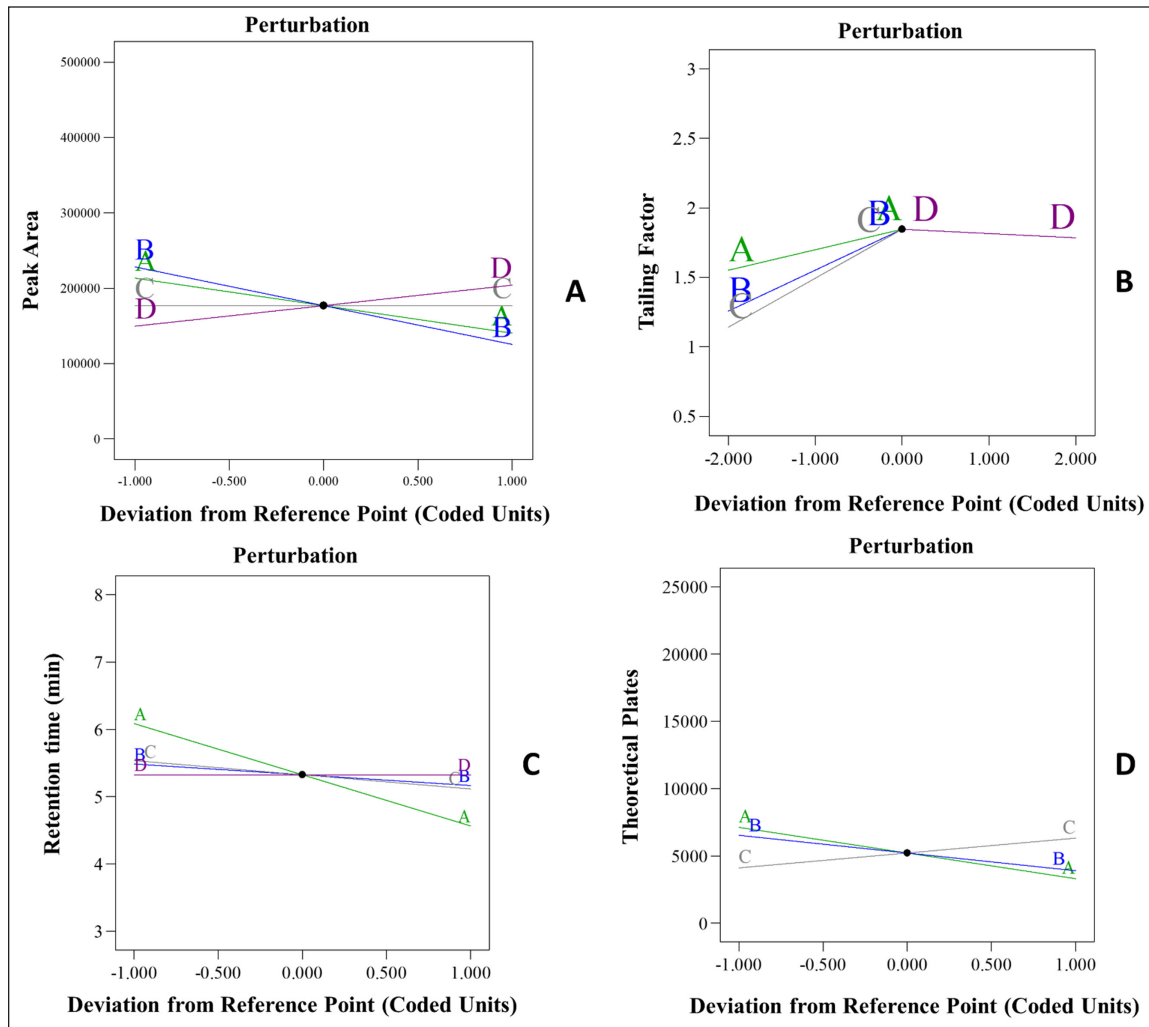 Perturbation
500000
400000
300000
200000
100000
0
Peak Area
B
A
C
D
D
C
A
B
-1.000 -0.500 0.000 0.500 1.000
Deviation from Reference Point (Coded Units)
A
Perturbation
3
2.5
2
1.5
1
0.5
Tailing Factor
A
B
C
C
B
A
D
D
-2.000 -1.000 0.000 1.000 2.000
Deviation from Reference Point (Coded Units)
B
Perturbation
8
7
6
5
4
3
Retention time (min)
A
B
C
D
D
C
B
A
-1.000 -0.500 0.000 0.500 1.000
Deviation from Reference Point (Coded Units)
C
Perturbation
25000
20000
15000
10000
5000
0
Theoretical Plates
A
B
C
C
B
A
-1.000 -0.500 0.000 0.500 1.000
Deviation from Reference Point (Coded Units)
D